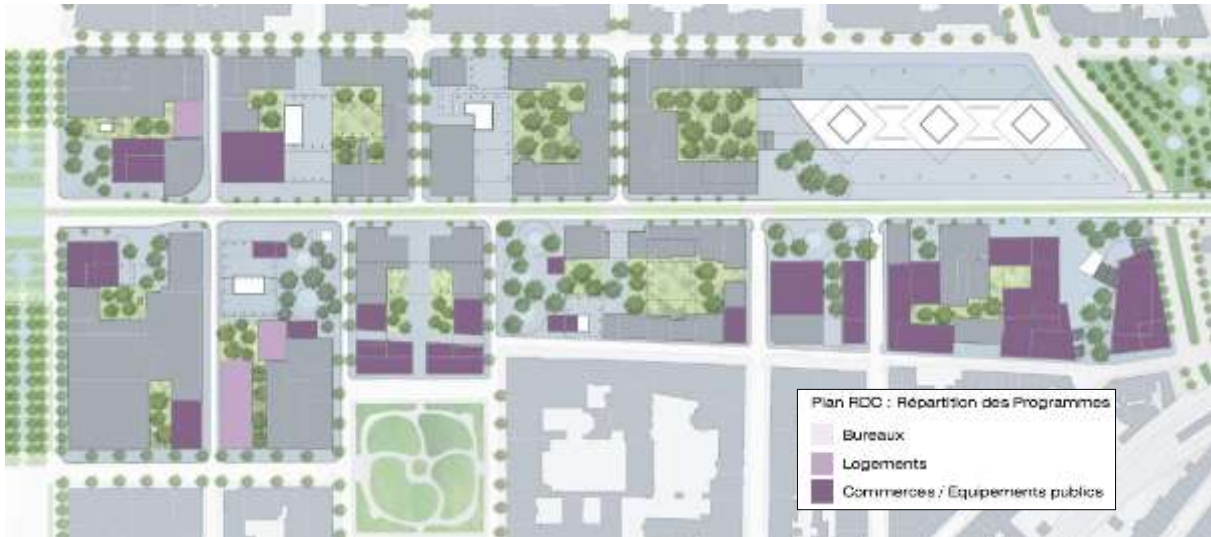 Plan RDC : Répartition des Programmes
Bureaux
Logements
Commerces / Equipements publics